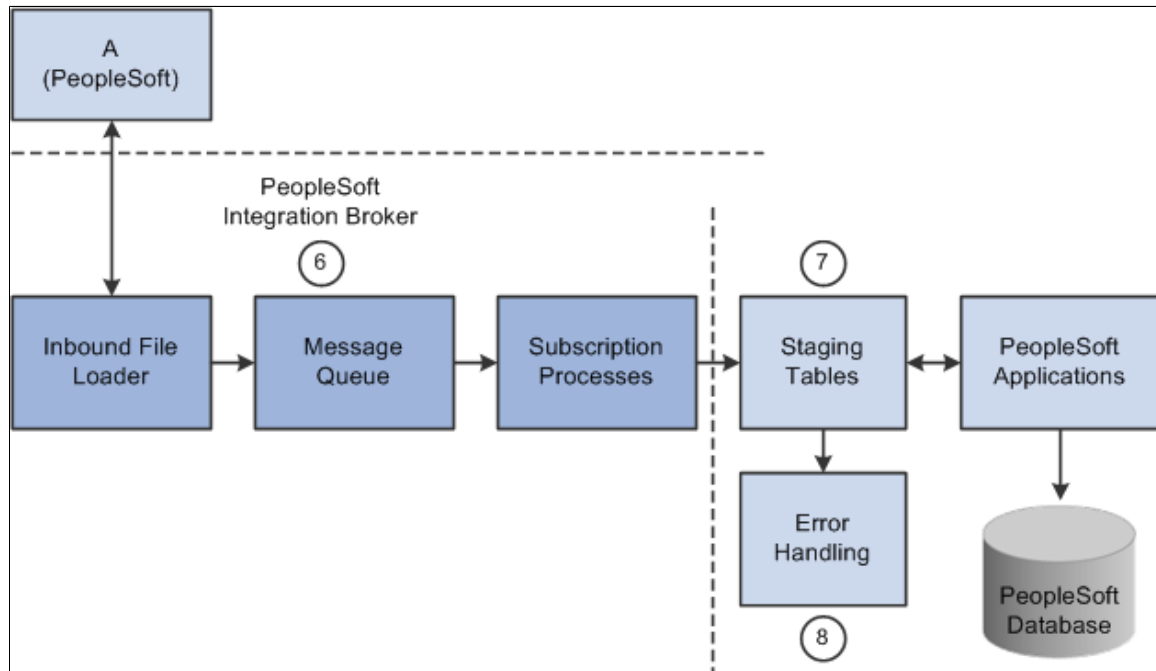 A
(PeopleSoft)
PeopleSoft
Integration Broker
6
7
Inbound File
Loader
Message
Queue
Subscription
Processes
Staging
Tables
PeopleSoft
Applications
Error
Handling
8
PeopleSoft
Database